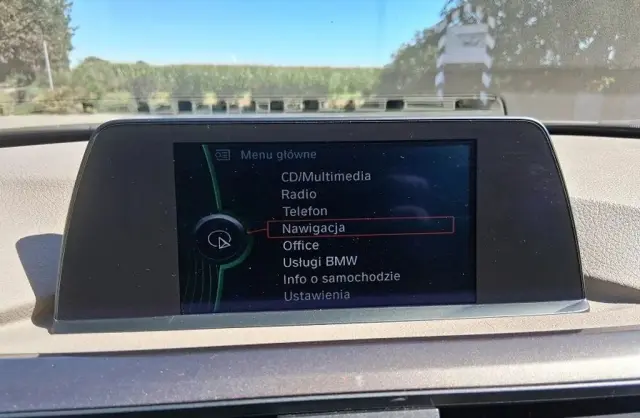 Menu główne
CD/Multimedia
Radio
Telefon
Nawigacja
Office
Usługi BMW
Info o samochodzie
Ustawienia